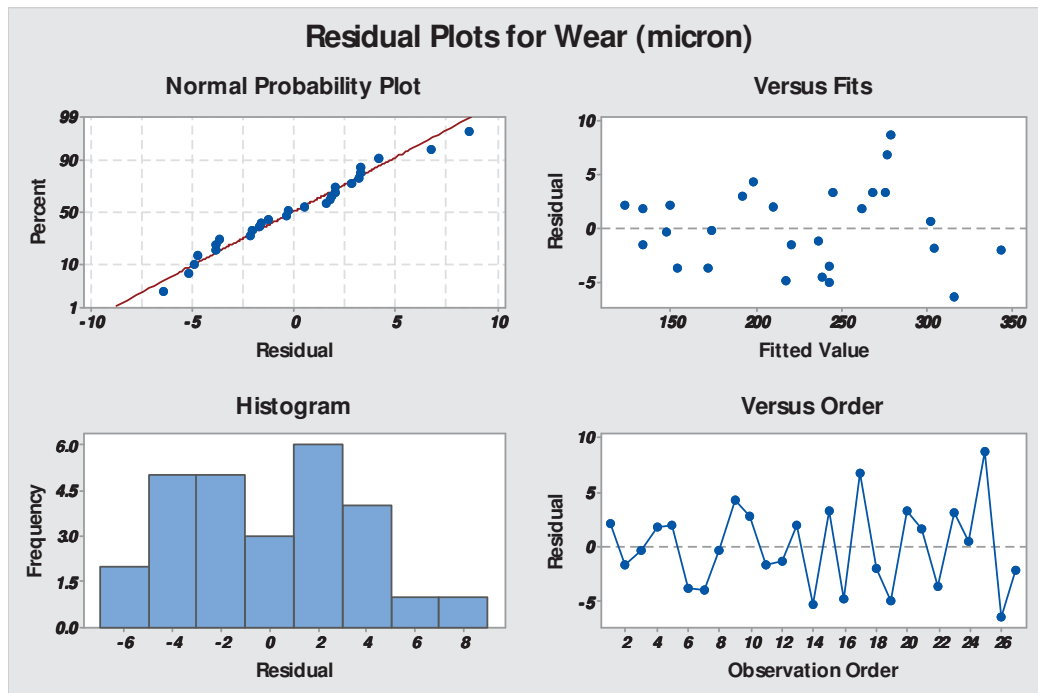 Residual Plots for Wear (micron)
Normal Probability Plot
99
90
50
10
1
Percent
-10 -5 0 5 10
Residual
Versus Fits
10
5
0
-5
Residual
150 200 250 300 350
Fitted Value
Histogram
6.0
4.5
3.0
1.5
0.0
Frequency
-6 -4 -2 0 2 4 6 8
Residual
Versus Order
10
5
0
-5
Residual
2 4 6 8 10 12 14 16 18 20 22 24 26
Observation Order